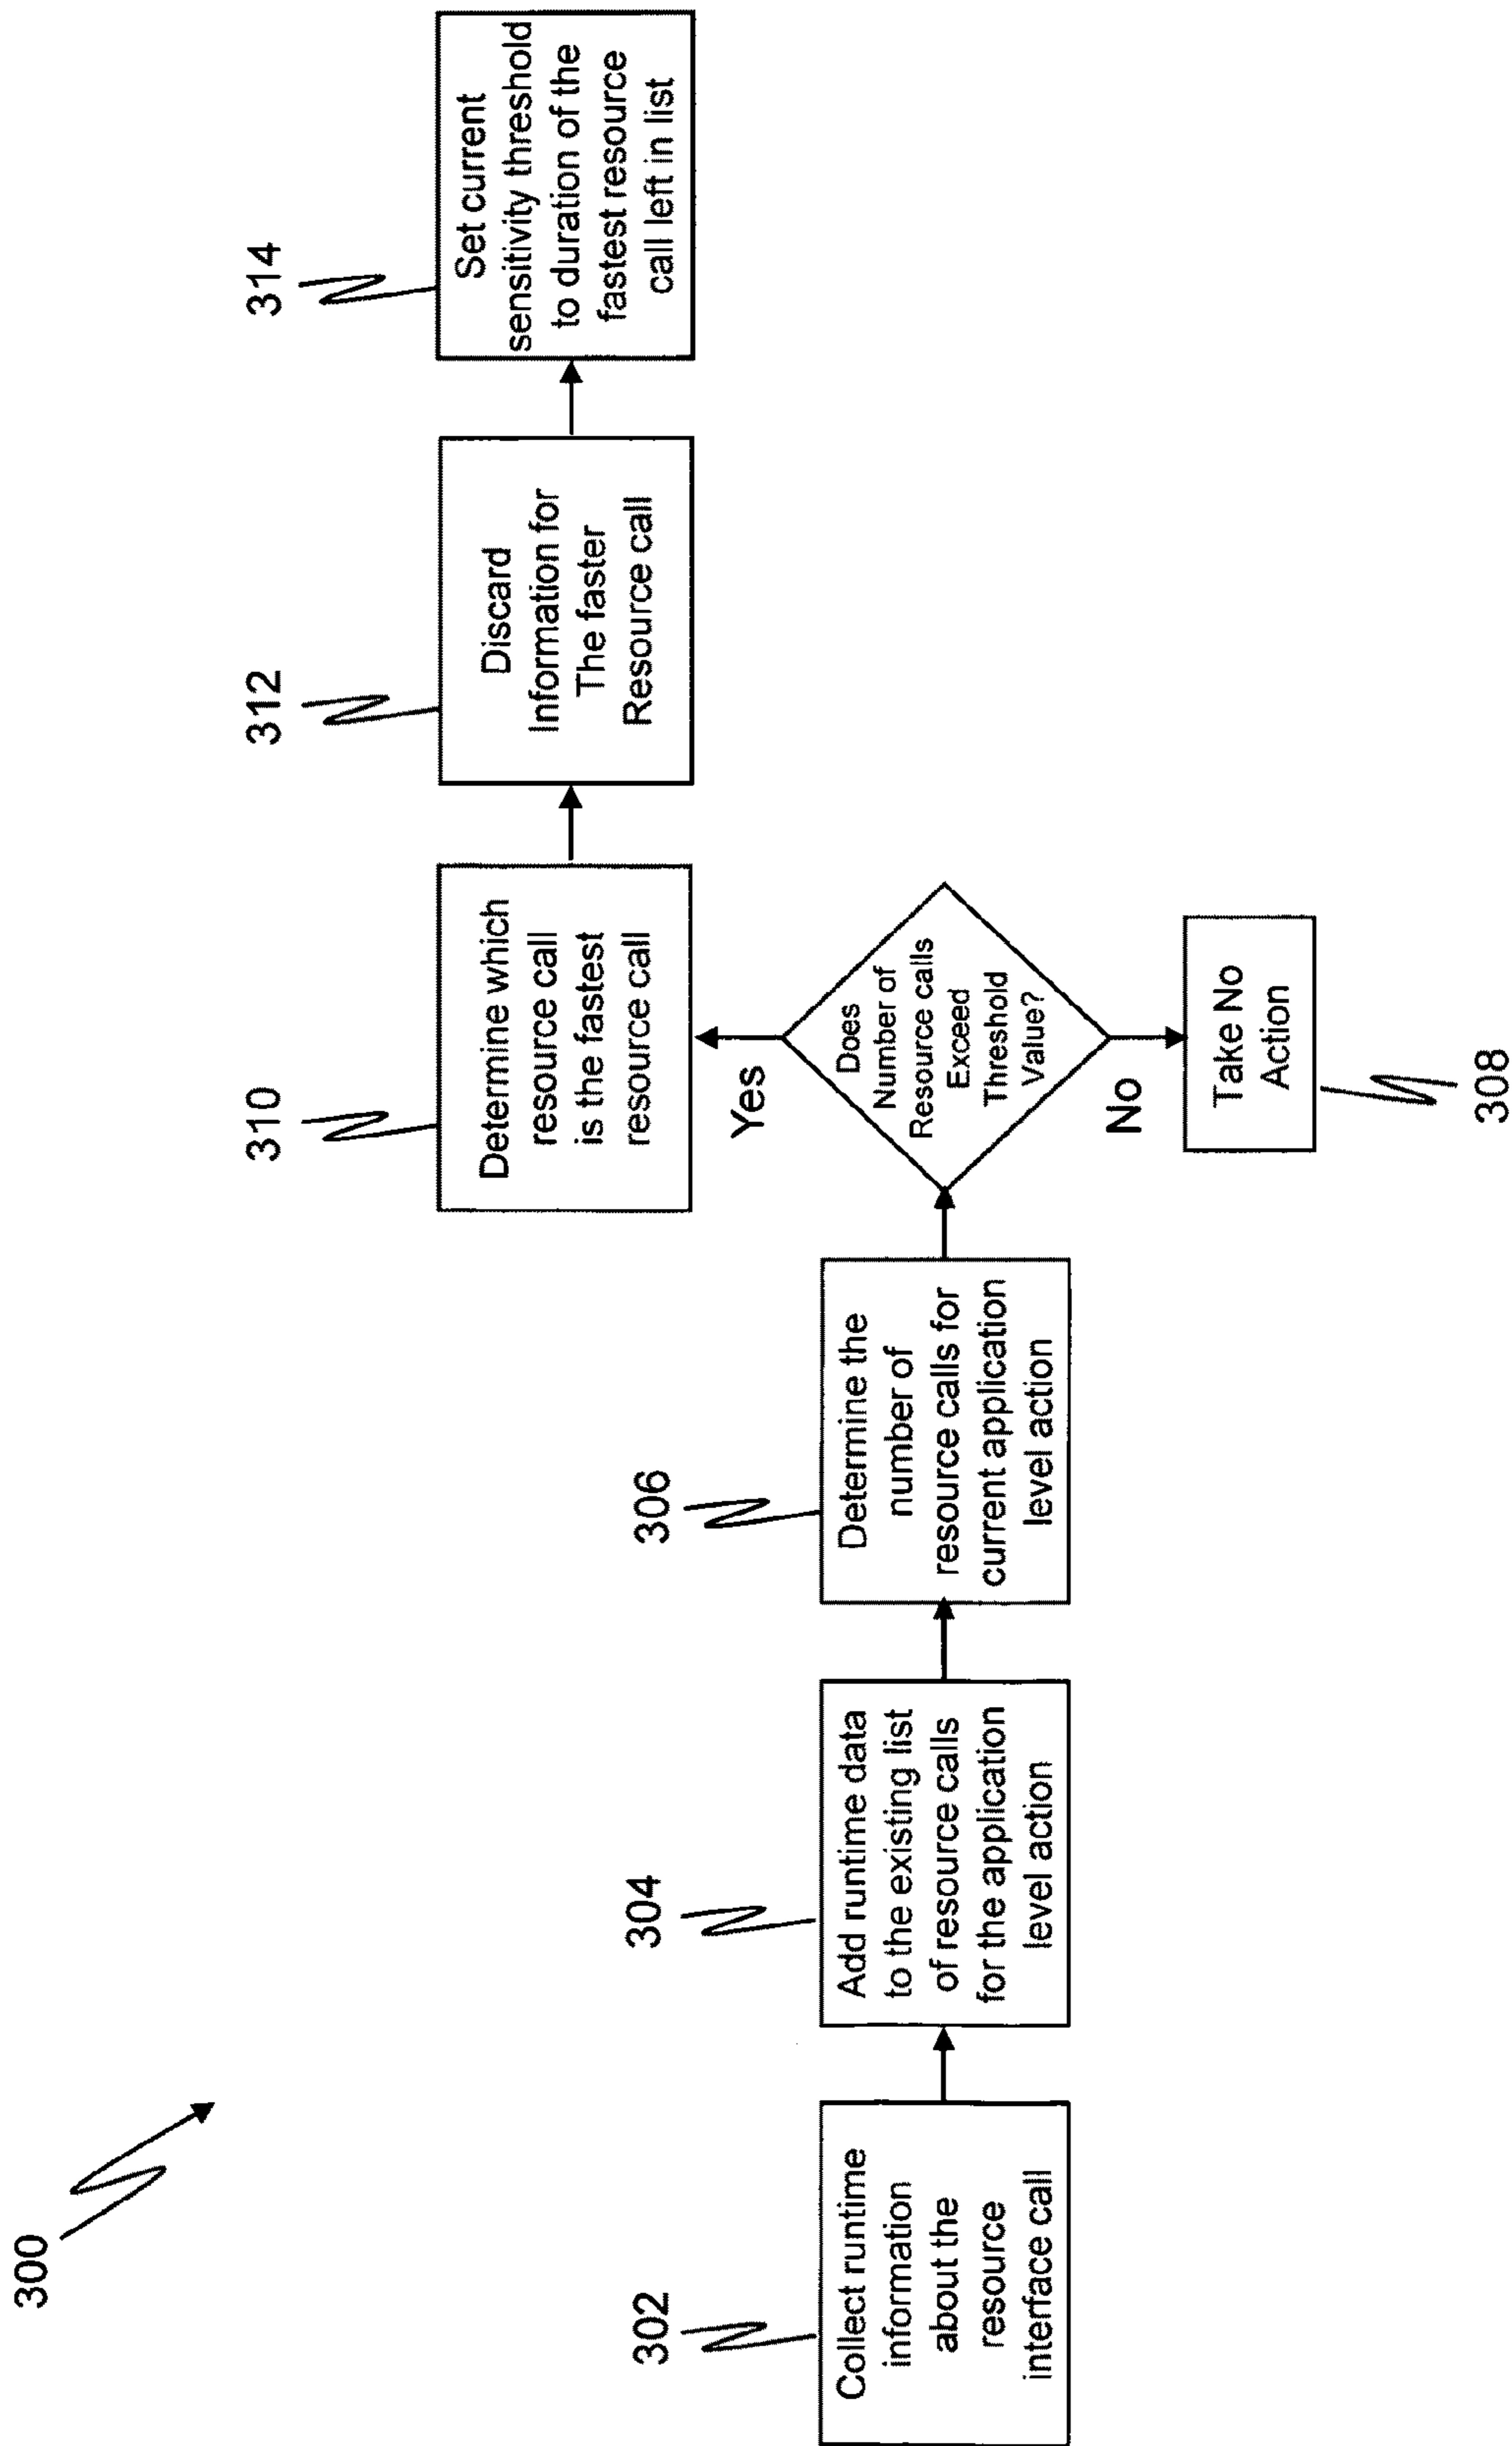 300
302
Collect runtime
information
about the
resource
interface call
304
Add runtime data
to the existing list
of resource calls
for the application
level action
306
Determine the
number of
resource calls for
current application
level action
Does
Number of
Resource calls
Exceed
Threshold
Value?
Yes
No
308
Take No
Action
310
Determine which
resource call
is the fastest
resource call
312
Discard
Information for
The faster
Resource call
314
Set current
sensitivity threshold
to duration of the
fastest resource
call left in list